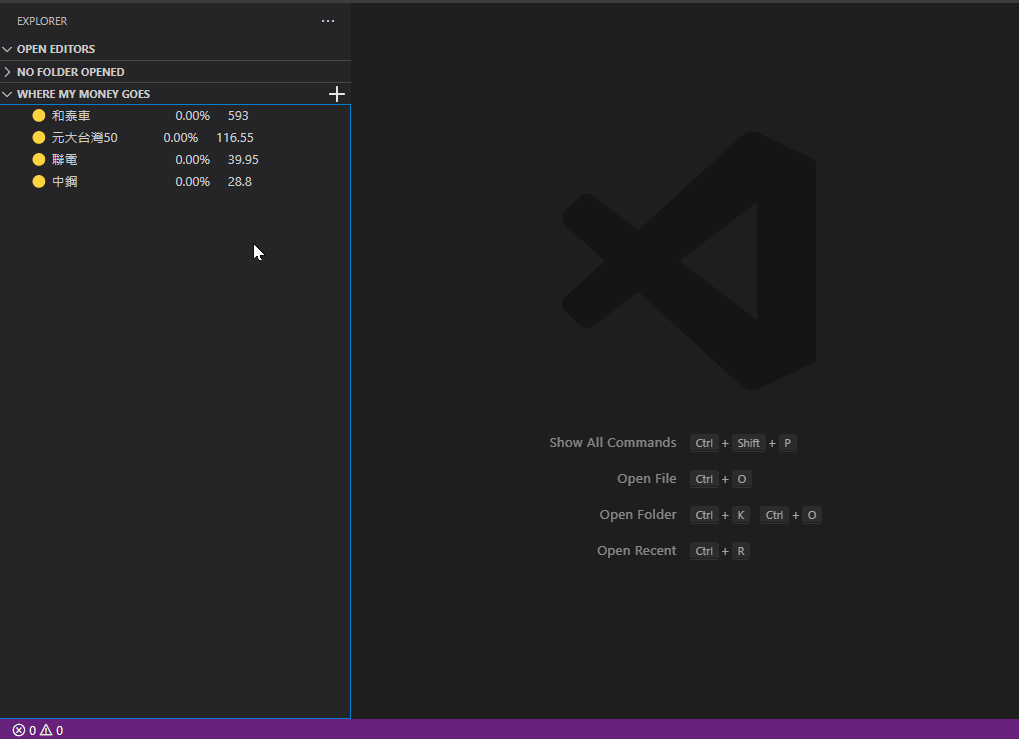 EXPLORER ...
OPEN EDITORS
NO FOLDER OPENED
WHERE MY MONEY GOES
和泰車 0.00% 593
元大台灣50 0.00% 116.55
聯電 0.00% 39.95
中鋼 0.00% 28.8
Show All Commands Ctrl + Shift + P
Open File Ctrl + O
Open Folder Ctrl + K Ctrl + O
Open Recent Ctrl + R
0 0